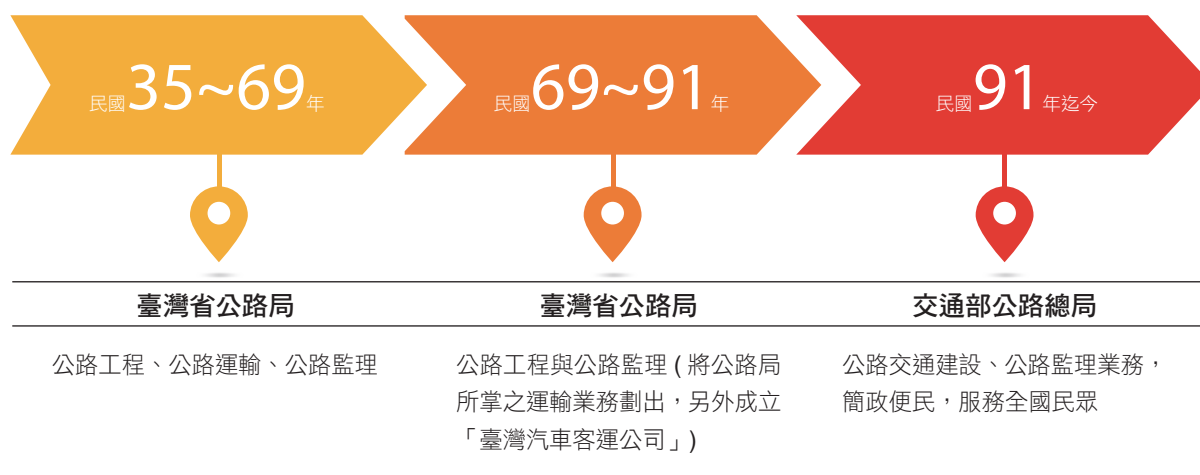 民國35~69年
民國69~91年
民國91年迄今
臺灣省公路局
臺灣省公路局
交通部公路總局
公路工程、公路運輸、公路監理
公路工程與公路監理 ( 將公路局
所掌之運輸業務劃出，另外成立
「臺灣汽車客運公司」)
公路交通建設、公路監理業務，
簡政便民，服務全國民眾